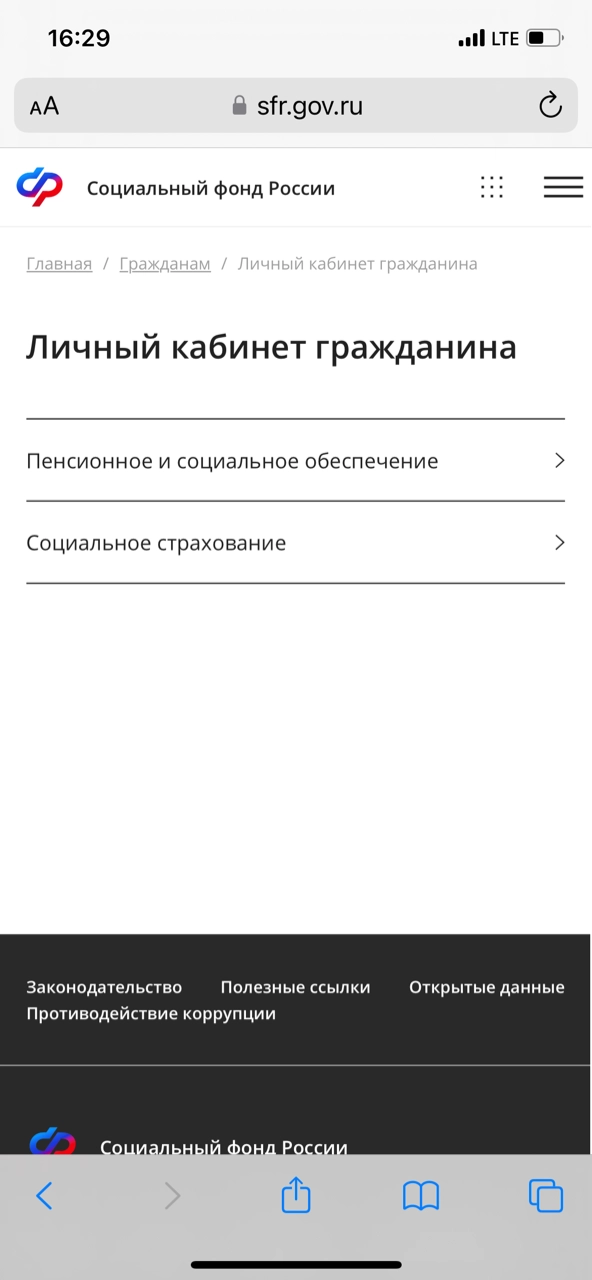 16:29
LTE
AA
sfr.gov.ru
Социальный фонд России
Главная / Гражданам / Личный кабинет гражданина
Личный кабинет гражданина
Пенсионное и социальное обеспечение
Социальное страхование
Законодательство Полезные ссылки Открытые данные
Противодействие коррупции
Социальный фонд России